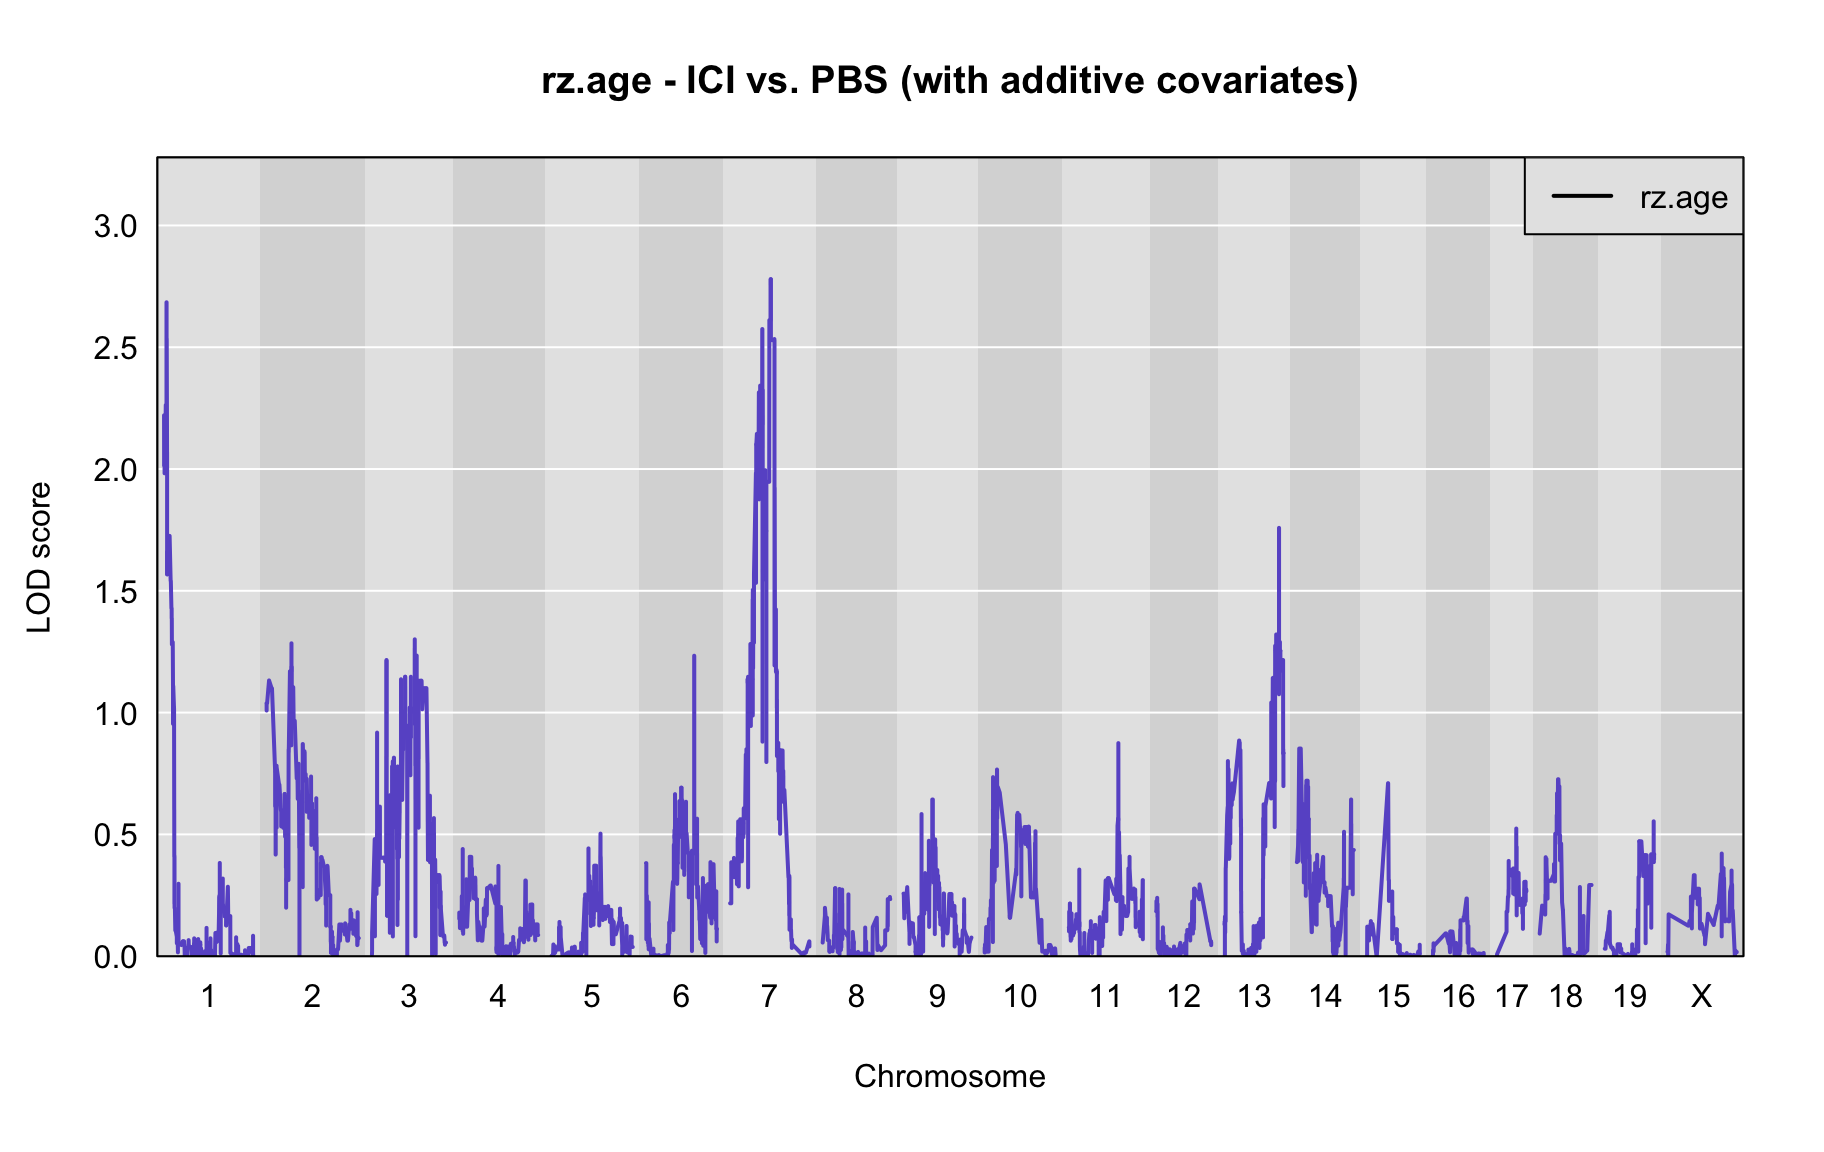 rz.age - ICI vs. PBS (with additive covariates)
rz.age
3.0
2.5
2.0
1.5
1.0
0.5
0.0
LOD score
1 2 3 4 5 6 7 8 9 10 11 12 13 14 15 16 17 18 19 X
Chromosome